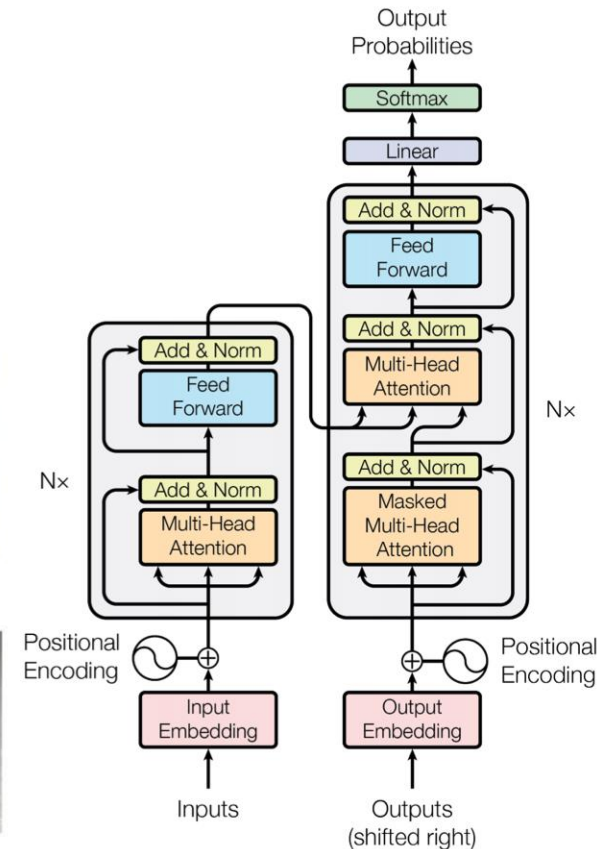 Output
Probabilities
Softmax
Linear
Add & Norm
Feed
Forward
Add & Norm
Multi-Head
Attention
Add & Norm
Masked
Multi-Head
Attention
Nx
Add & Norm
Feed
Forward
Add & Norm
Multi-Head
Attention
Nx
Positional
Encoding
Positional
Encoding
Input
Embedding
Output
Embedding
Inputs
Outputs
(shifted right)